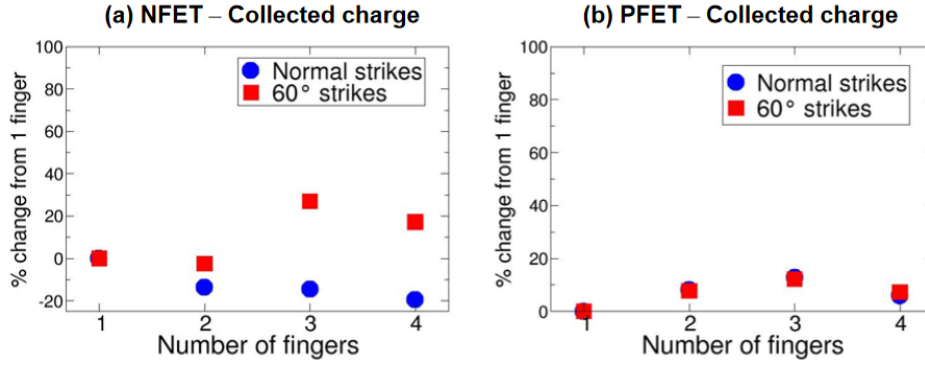 (a) NFET – Collected charge
% change from 1 finger
100
80
60
40
20
0
-20
Normal strikes
60° strikes
1 2 3 4
Number of fingers
(b) PFET – Collected charge
% change from 1 finger
100
80
60
40
20
0
Normal strikes
60° strikes
1 2 3 4
Number of fingers